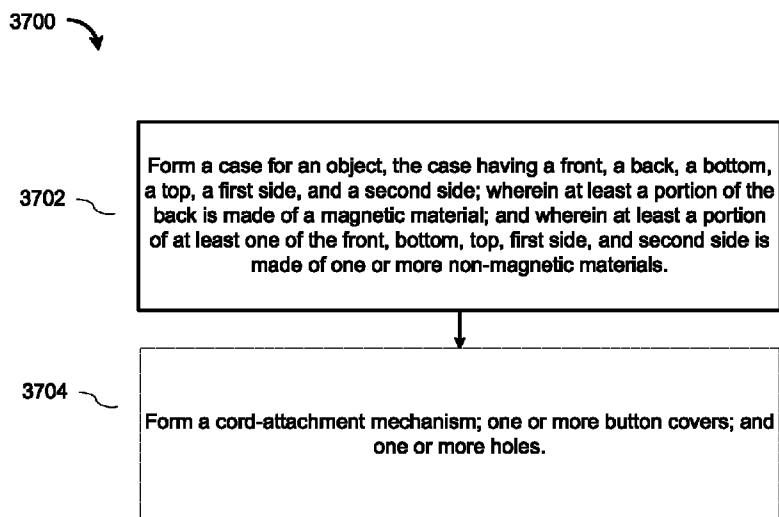 3700
Form a case for an object, the case having a front, a back, a bottom,
a top, a first side, and a second side; wherein at least a portion of the
3702
back is made of a magnetic material; and wherein at least a portion
of at least one of the front, bottom, top, first side, and second side is
made of one or more non-magnetic materials.
3704
Form a cord-attachment mechanism; one or more button covers; and
one or more holes.